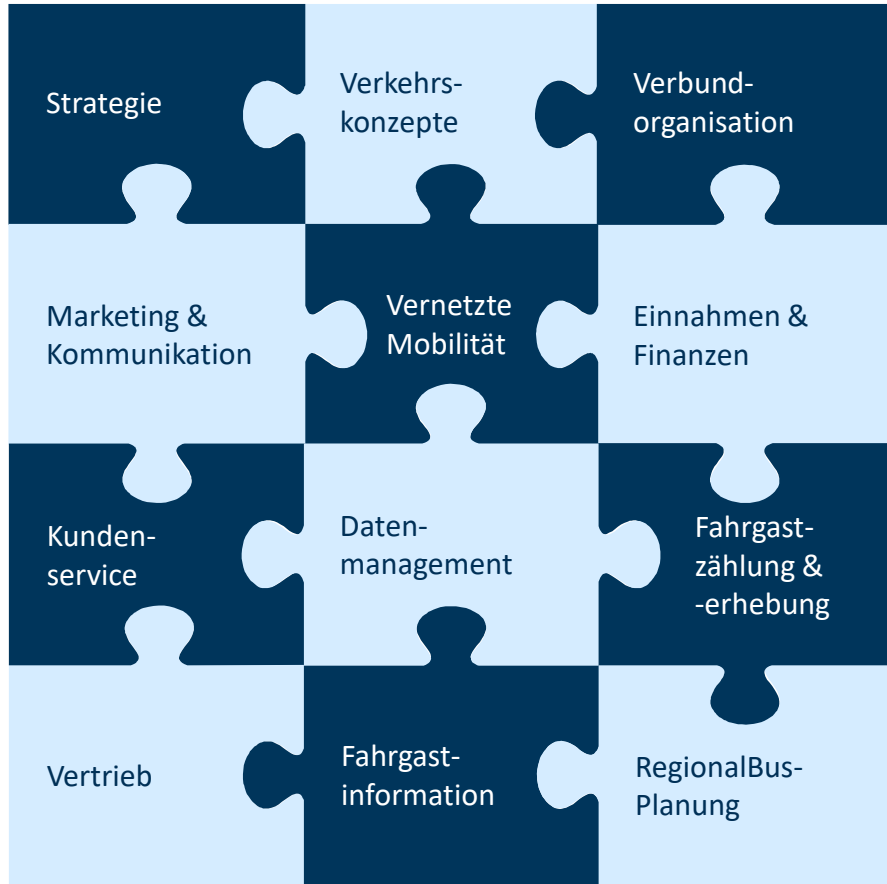 Strategie
Verkehrs-
konzepte
Verbund-
organisation
Marketing &
Kommunikation
Vernetzte
Mobilität
Einnahmen &
Finanzen
Kunden-
service
Daten-
management
Fahrgast-
zählung &
-erhebung
Vertrieb
Fahrgast-
information
RegionalBus-
Planung